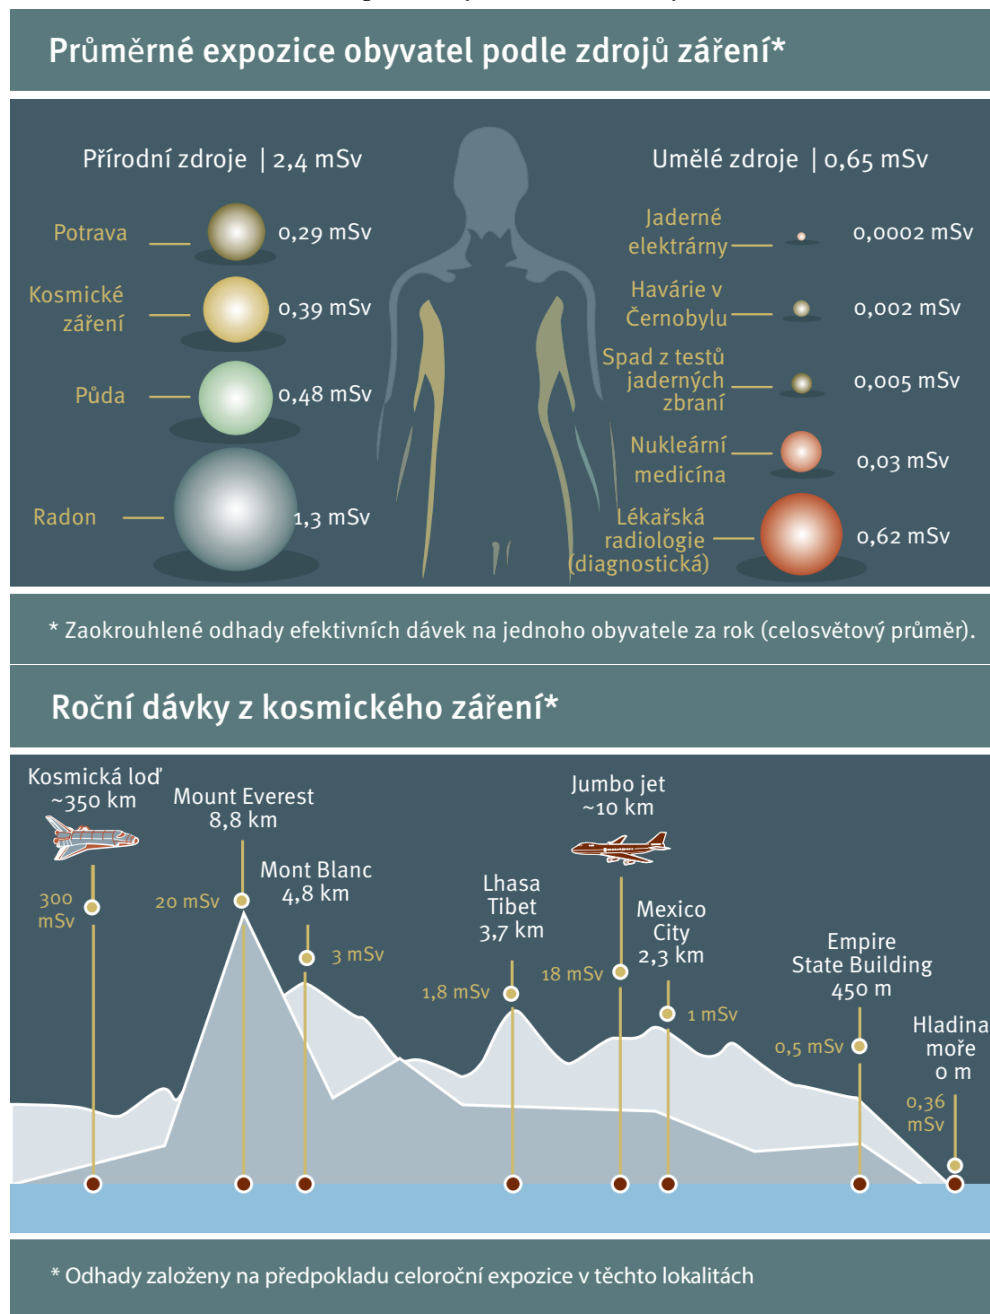 Průměrné expozice obyvatel podle zdrojů záření*
Přírodní zdroje | 2,4 mSv
Potrava
0,29 mSv
Kosmické
záření
0,39 mSv
Půda
0,48 mSv
Radon
1,3 mSv
Umělé zdroje | 0,65 mSv
Jaderné
elektrárny
0,0002 mSv
Havárie v
Černobylu
0,002 mSv
Spad z testů
jaderných
zbraní
0,005 mSv
Nukleární
medicína
0,03 mSv
Lékařská
radiologie
(diagnostická)
0,62 mSv
* Zaokrouhlené odhady efektivních dávek na jednoho obyvatele za rok (celosvětový průměr).
Roční dávky z kosmického záření*
Kosmická loď
~350 km
300
mSv
Mount Everest
8,8 km
20 mSv
Mont Blanc
4,8 km
3 mSv
Lhasa
Tibet
3,7 km
1,8 mSv
Jumbo jet
~10 km
18 mSv
Mexico
City
2,3 km
1 mSv
Empire
State Building
450 m
0,5 mSv
Hladina
moře
0 m
0,36
mSv
* Odhady založeny na předpokladu celoroční expozice v těchto lokalitách